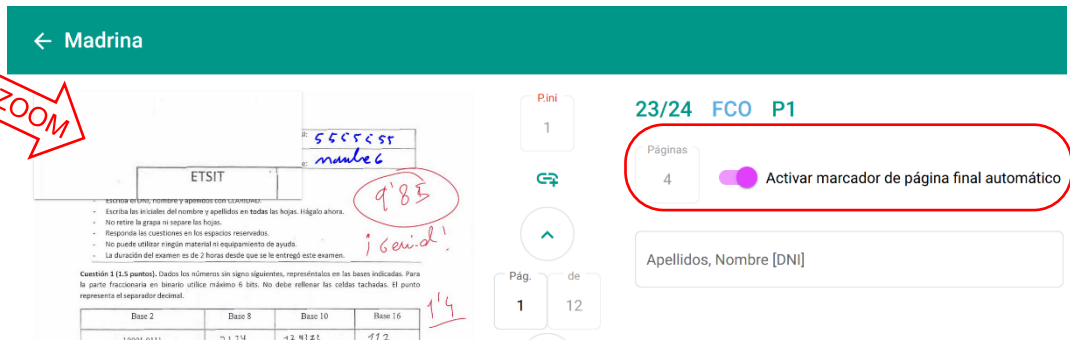 ← Madrina
ZOOM
5555555
nombre 6
ETSIT
9'85
¡Genial!
- Escriba el DNI, nombre y apellidos con CLARIDAD.
- Escriba las iniciales del nombre y apellidos en todas las hojas. Hágalo ahora.
- No retire la grapa ni separe las hojas.
- Responda las cuestiones en los espacios reservados.
- No puede utilizar ningún material ni equipamiento de ayuda.
- La duración del examen es de 2 horas desde que se le entregó este examen.
Cuestión 1 (1.5 puntos). Dados los números sin signo siguientes, represéntalos en las bases indicadas. Para
la parte fraccionaria en binario utilice máximo 6 bits. No debe rellenar las celdas tachadas. El punto
representa el separador decimal.
1'4
Base 2 Base 8 Base 10 Base 16
P.ini
1
Pág. de
1 12
23/24 FCO P1
Páginas
4 Activar marcador de página final automático
Apellidos, Nombre [DNI]